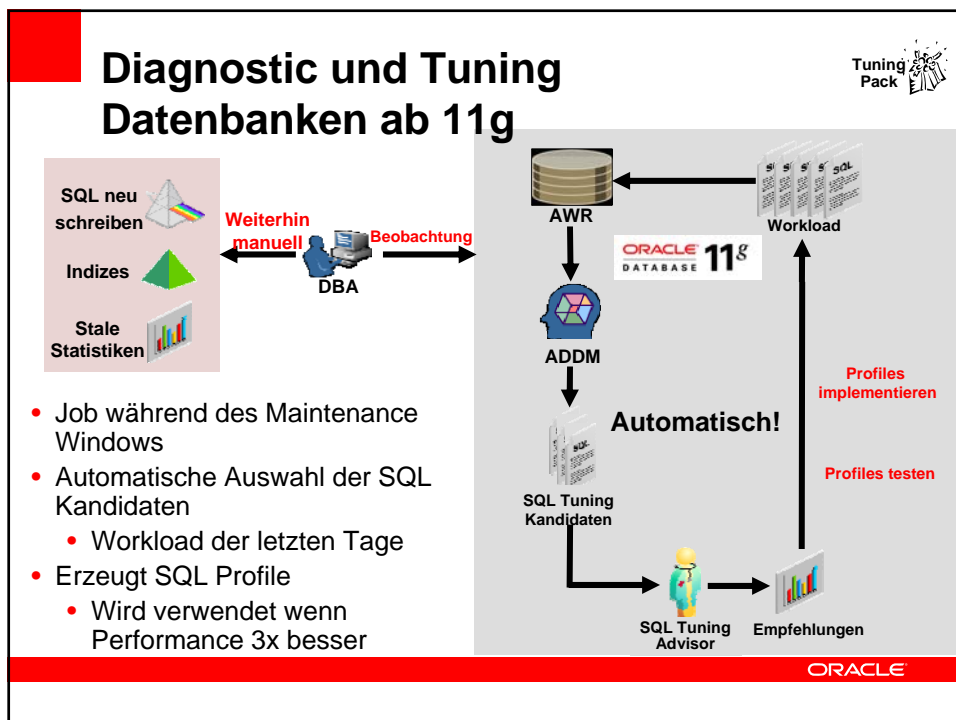 Diagnostic und Tuning
Datenbanken ab 11g
Tuning
Pack
SQL neu
schreiben
Indizes
Stale
Statistiken
Weiterhin
manuell
Beobachtung
DBA
AWR
Workload
SQL
ORACLE 11g
DATABASE
ADDM
Automatisch!
Profiles
implementieren
Profiles testen
SQL
SQL Tuning
Kandidaten
SQL Tuning
Advisor
Empfehlungen
• Job während des Maintenance
Windows
• Automatische Auswahl der SQL
Kandidaten
• Workload der letzten Tage
• Erzeugt SQL Profile
• Wird verwendet wenn
Performance 3x besser
ORACLE